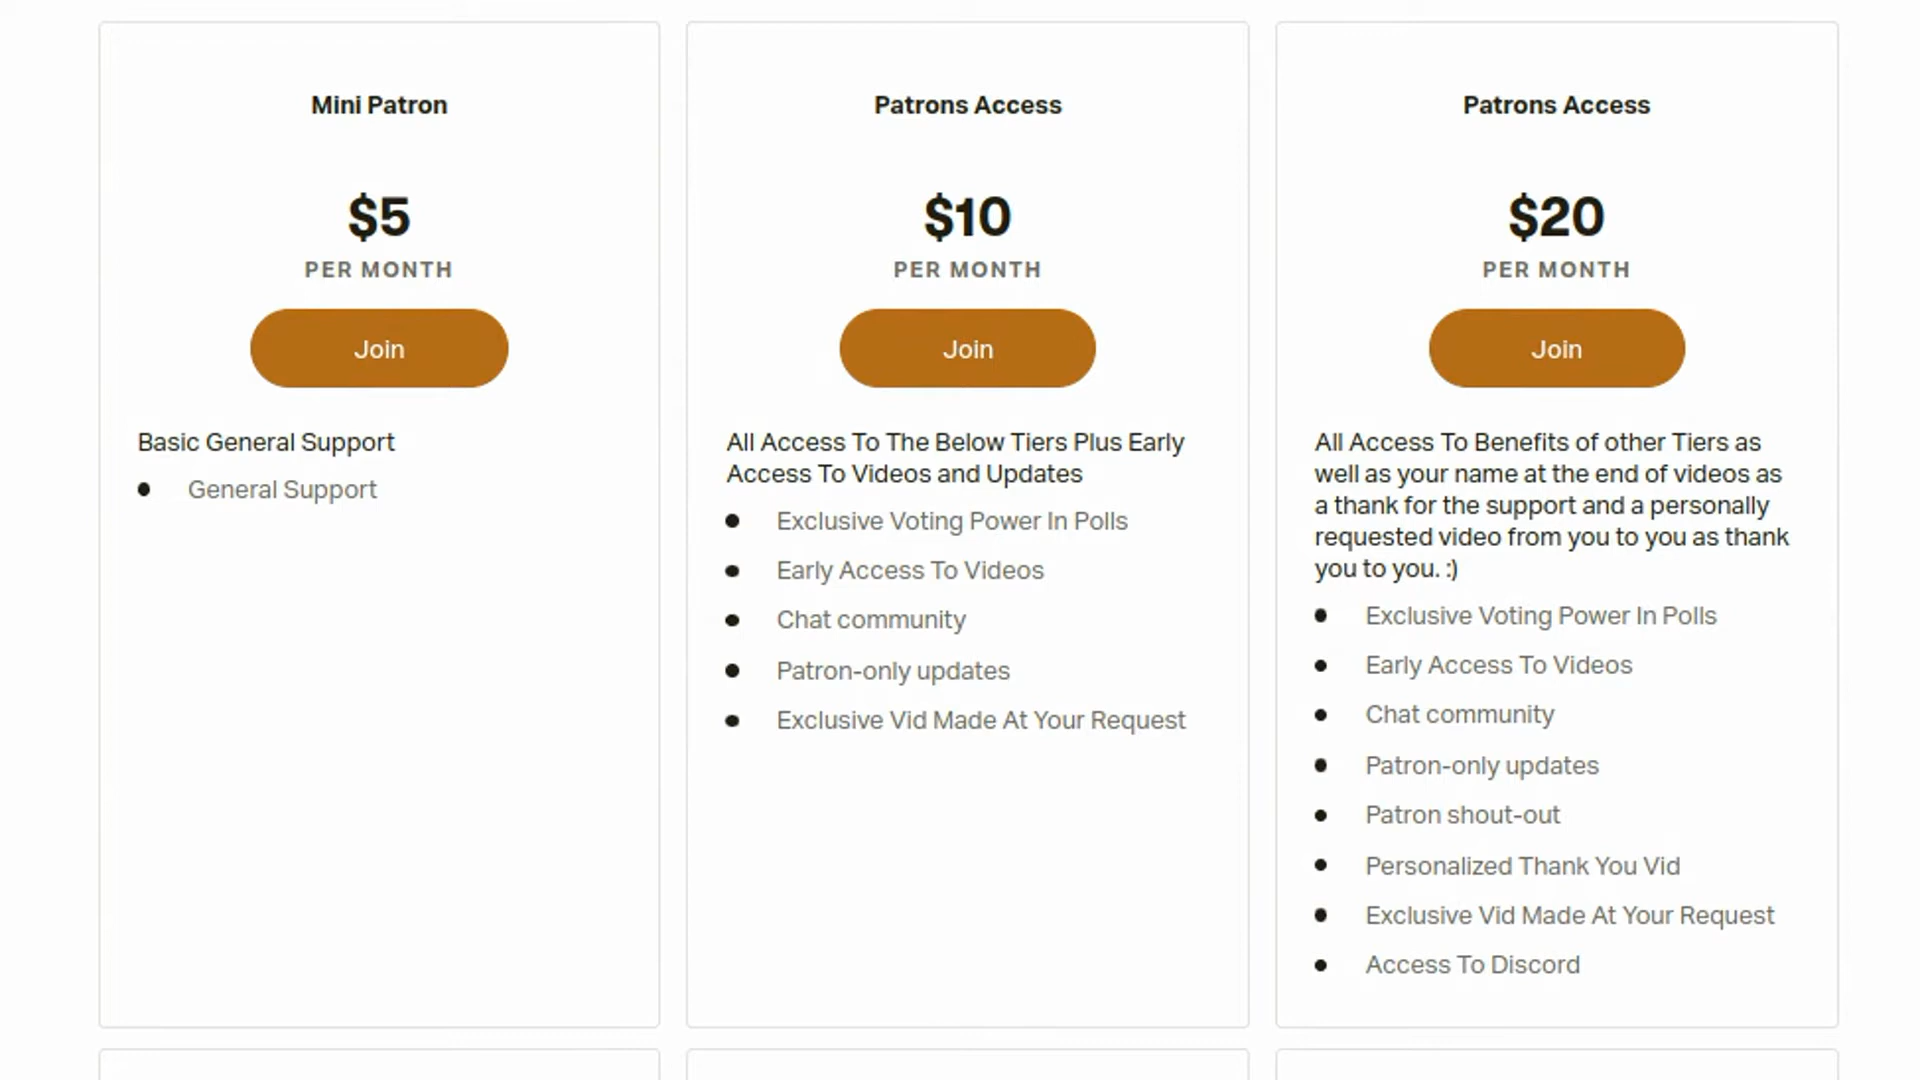 Mini Patron
$5
PER MONTH
Join
Basic General Support
General Support
Patrons Access
$10
PER MONTH
Join
All Access To The Below Tiers Plus Early
Access To Videos and Updates
Exclusive Voting Power In Polls
Early Access To Videos
Chat community
Patron-only updates
Exclusive Vid Made At Your Request
Patrons Access
$20
PER MONTH
Join
All Access To Benefits of other Tiers as
well as your name at the end of videos as
a thank for the support and a personally
requested video from you to you as thank
you to you. :)
Exclusive Voting Power In Polls
Early Access To Videos
Chat community
Patron-only updates
Patron shout-out
Personalized Thank You Vid
Exclusive Vid Made At Your Request
Access To Discord